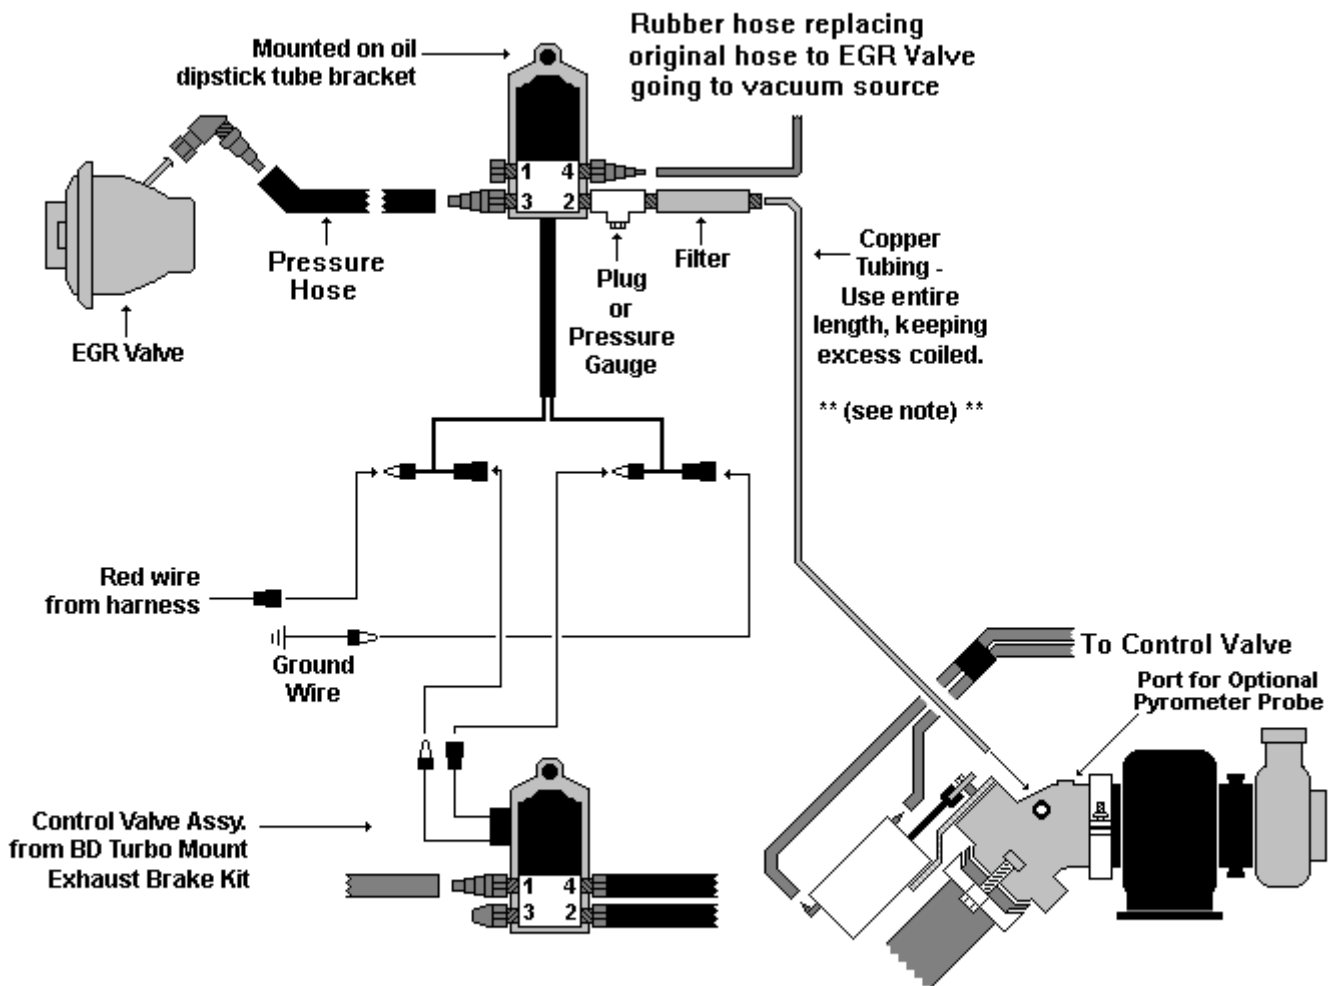 Mounted on oil
dipstick tube bracket
Rubber hose replacing
original hose to EGR Valve
going to vacuum source
1 4
3 2
Pressure
Hose
Plug
or
Pressure
Gauge
Filter
Copper
Tubing -
Use entire
length, keeping
excess coiled.
** (see note) **
EGR Valve
Red wire
from harness
Ground
Wire
To Control Valve
Port for Optional
Pyrometer Probe
Control Valve Assy.
from BD Turbo Mount
Exhaust Brake Kit
1 4
3 2